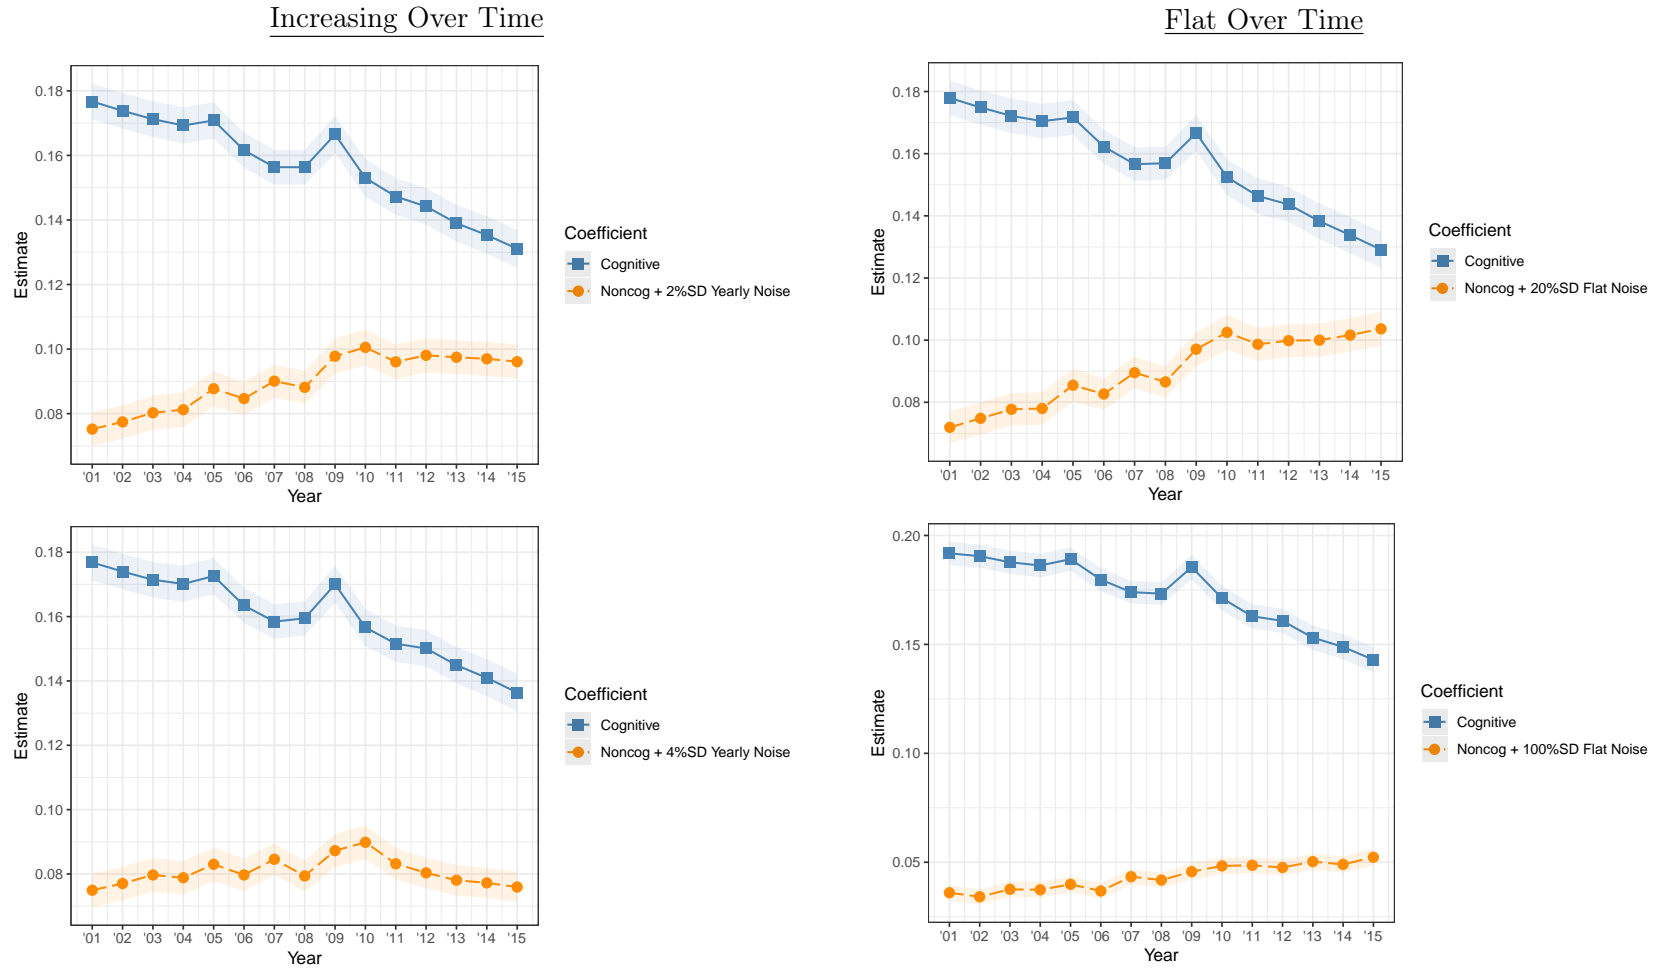 Increasing Over Time
Flat Over Time
0.18
0.16
0.14
0.12
0.10
0.08
Estimate
'01 '02 '03 '04 '05 '06 '07 '08 '09 '10 '11 '12 '13 '14 '15
Year
Coefficient
Cognitive
Noncog + 2%SD Yearly Noise
0.18
0.16
0.14
0.12
0.10
0.08
Estimate
'01 '02 '03 '04 '05 '06 '07 '08 '09 '10 '11 '12 '13 '14 '15
Year
Coefficient
Cognitive
Noncog + 20%SD Flat Noise
0.18
0.16
0.14
0.12
0.10
0.08
Estimate
'01 '02 '03 '04 '05 '06 '07 '08 '09 '10 '11 '12 '13 '14 '15
Year
Coefficient
Cognitive
Noncog + 4%SD Yearly Noise
0.20
0.15
0.10
0.05
Estimate
'01 '02 '03 '04 '05 '06 '07 '08 '09 '10 '11 '12 '13 '14 '15
Year
Coefficient
Cognitive
Noncog + 100%SD Flat Noise